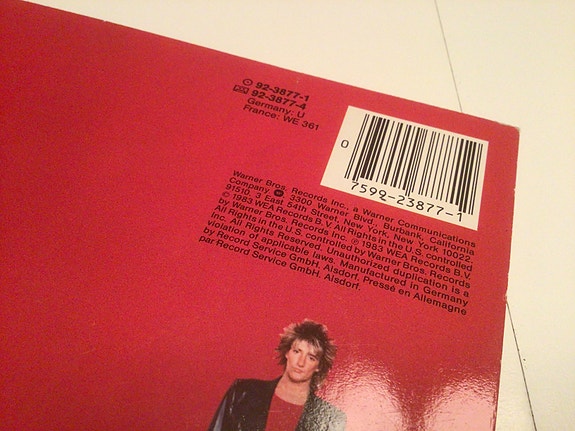 92-3877-1
92-3877-4
Germany: U
France: WE 361
0
7592-23877-1
Warner Bros. Records Inc., a Warner Communications
Company 3300 Warner Blvd., Burbank, California
91510. 3 East 54th Street, New York, New York 10022.
© 1983 WEA Records B.V. All Rights in the U.S. controlled
by Warner Bros. Records Inc. ℗ 1983 WEA Records B.V.
All Rights in the U.S. controlled by Warner Bros. Records
Inc. All Rights Reserved. Unauthorized duplication is a
violation of applicable laws. Manufactured in Germany
by Record Service GmbH, Alsdorf. Pressé en Allemagne
par Record Service GmbH. Alsdorf.